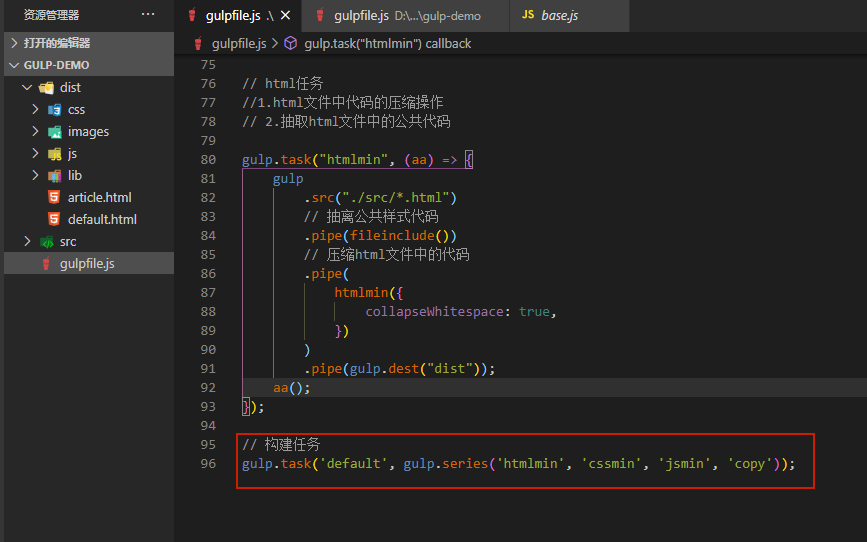 资源管理器 ···
gulpfile.js .\ gulpfile.js D:\...\gulp-demo JS base.js
打开的编辑器
gulpfile.js > gulp.task("htmlmin") callback
GULP-DEMO
dist
css
images
js
lib
article.html
default.html
src
gulpfile.js
75
76 // html任务
77 //1.html文件中代码的压缩操作
78 // 2.抽取html文件中的公共代码
79
80 gulp.task("htmlmin", (aa) => {
81 gulp
82 .src("./src/*.html")
83 // 抽离公共样式代码
84 .pipe(fileinclude())
85 // 压缩html文件中的代码
86 .pipe(
87 htmlmin({
88 collapseWhitespace: true,
89 })
90 )
91 .pipe(gulp.dest("dist"));
92 aa();
93 });
94
95 // 构建任务
96 gulp.task('default', gulp.series('htmlmin', 'cssmin', 'jsmin', 'copy'));